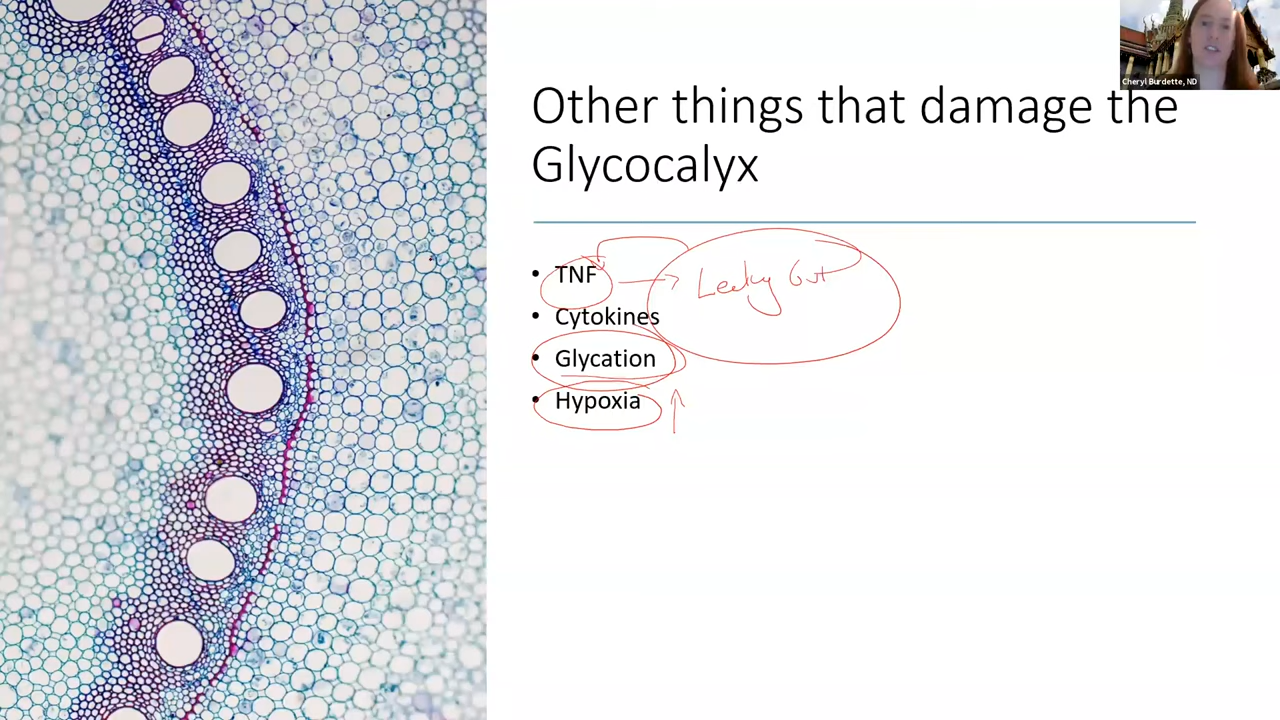 Cheryl Burdette, ND
Other things that damage the
Glycocalyx
• TNF
Leaky Gut
• Cytokines
• Glycation
• Hypoxia